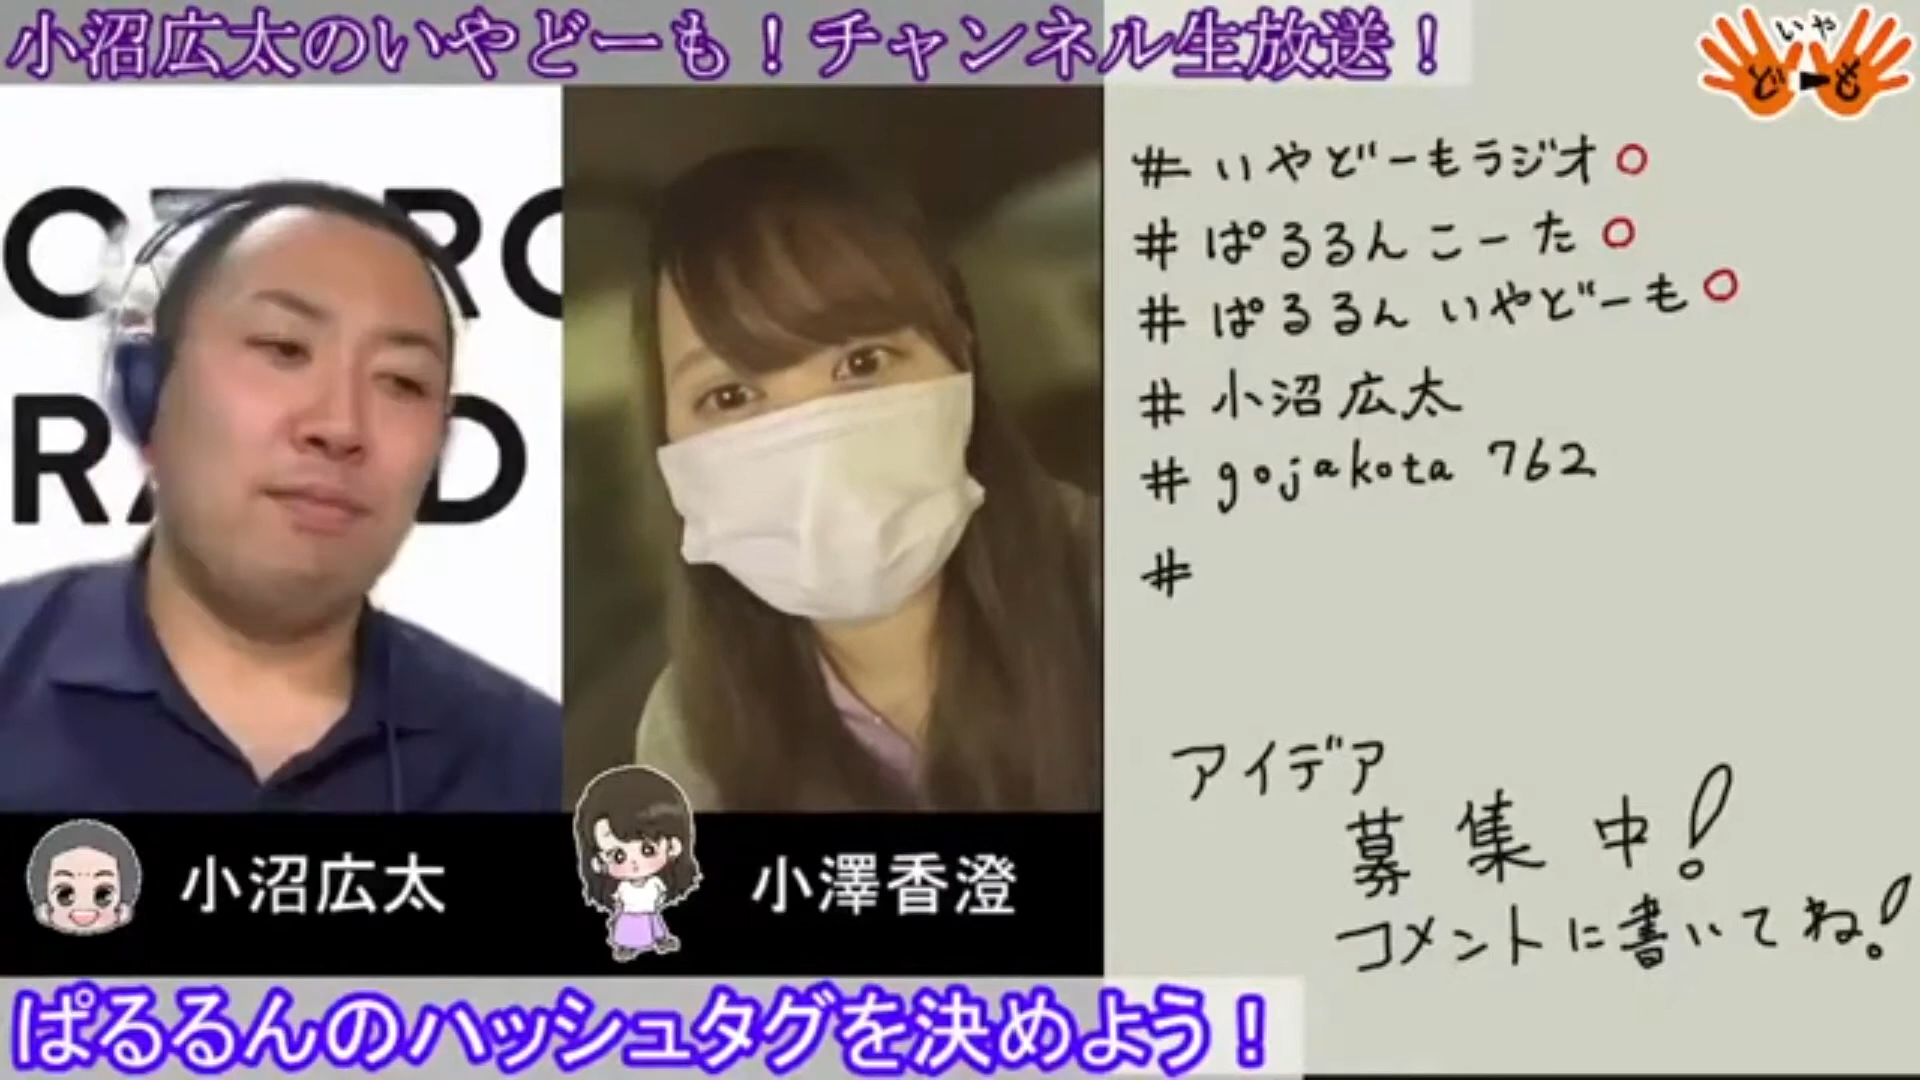 小沼広太のいやどーも！チャンネル生放送！
いや
どーも
#いやどーもラジオ○
#ぱるるんこーた○
#ぱるるんいやどーも○
#小沼広太
#gojakota762
#
アイデア
募集中！
コメントに書いてね！
小沼広太
小澤香澄
ぱるるんのハッシュタグを決めよう！